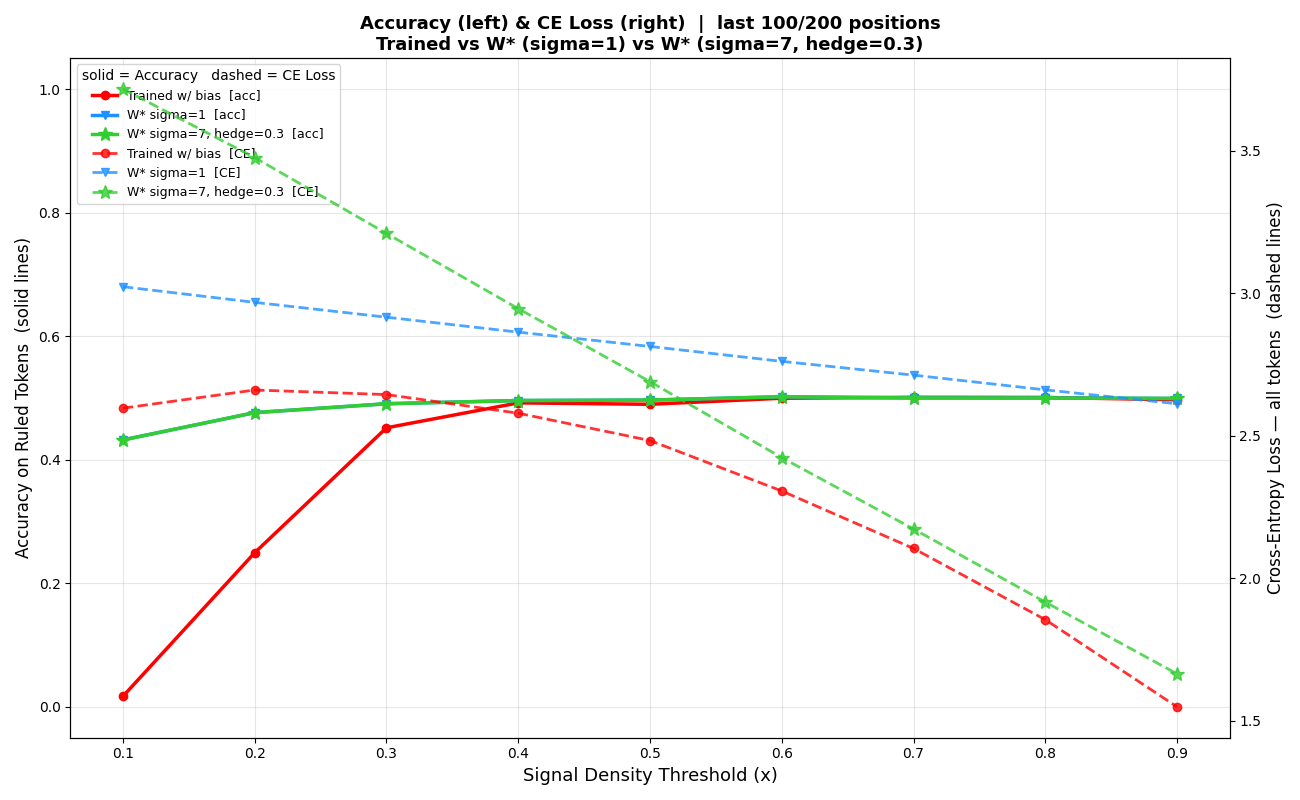 Accuracy (left) & CE Loss (right)  |  last 100/200 positions
Trained vs W* (sigma=1) vs W* (sigma=7, hedge=0.3)
solid = Accuracy   dashed = CE Loss
Trained w/ bias  [acc]
W* sigma=1  [acc]
W* sigma=7, hedge=0.3  [acc]
Trained w/ bias  [CE]
W* sigma=1  [CE]
W* sigma=7, hedge=0.3  [CE]
Accuracy on Ruled Tokens  (solid lines)
1.0
0.8
0.6
0.4
0.2
0.0
3.5
3.0
2.5
2.0
1.5
Cross-Entropy Loss — all tokens  (dashed lines)
0.1 0.2 0.3 0.4 0.5 0.6 0.7 0.8 0.9
Signal Density Threshold (x)